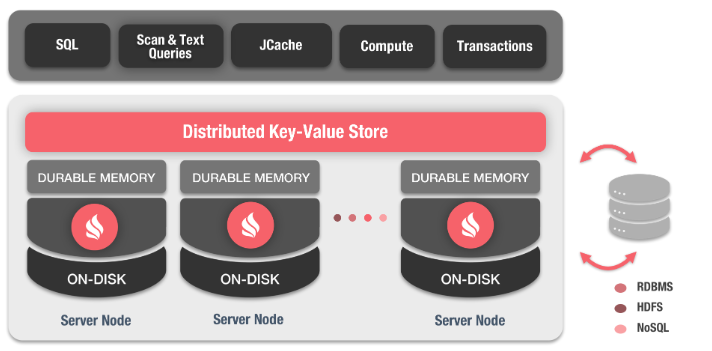 SQL
Scan & Text
Queries
JCache
Compute
Transactions
Distributed Key-Value Store
DURABLE MEMORY
DURABLE MEMORY
DURABLE MEMORY
ON-DISK
ON-DISK
ON-DISK
Server Node
Server Node
Server Node
RDBMS
HDFS
NoSQL